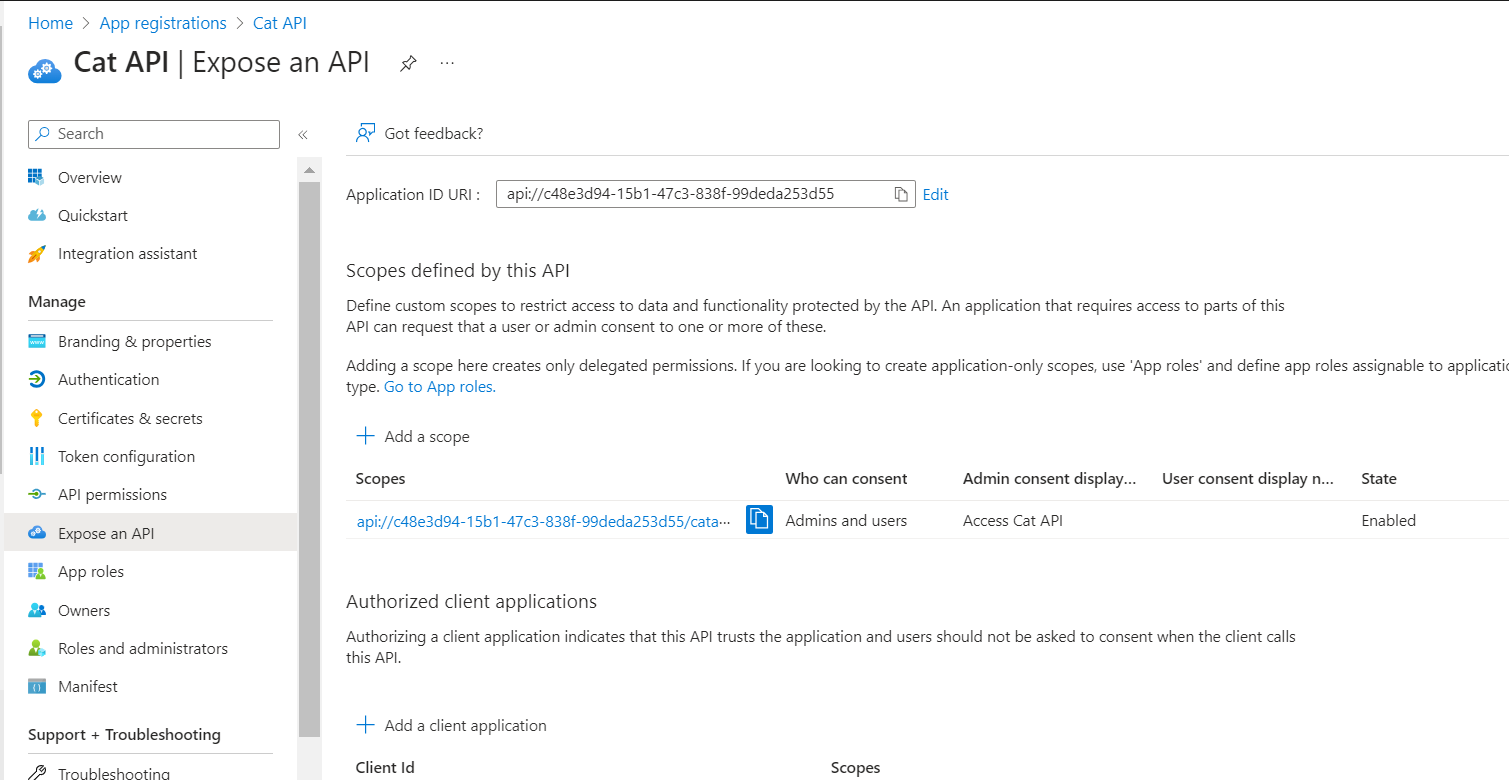 Home > App registrations > Cat API
Cat API | Expose an API
Search
«
Got feedback?
Overview
Quickstart
Integration assistant
Manage
Branding & properties
Authentication
Certificates & secrets
Token configuration
API permissions
Expose an API
App roles
Owners
Roles and administrators
Manifest
Support + Troubleshooting
Troubleshooting
Application ID URI :
api://c48e3d94-15b1-47c3-838f-99deda253d55
Edit
Scopes defined by this API
Define custom scopes to restrict access to data and functionality protected by the API. An application that requires access to parts of this
API can request that a user or admin consent to one or more of these.
Adding a scope here creates only delegated permissions. If you are looking to create application-only scopes, use 'App roles' and define app roles assignable to applicatio
type. Go to App roles.
Add a scope
Scopes Who can consent Admin consent display... User consent display n... State
api://c48e3d94-15b1-47c3-838f-99deda253d55/cata... Admins and users Access Cat API Enabled
Authorized client applications
Authorizing a client application indicates that this API trusts the application and users should not be asked to consent when the client calls
this API.
Add a client application
Client Id Scopes